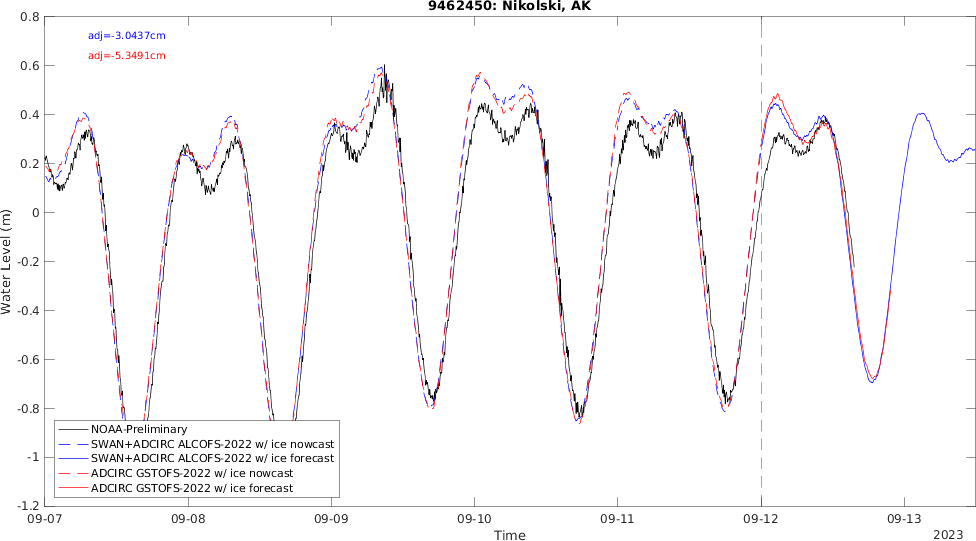 9462450: Nikolski, AK
adj=-3.0437cm
adj=-5.3491cm
0.8
0.6
0.4
0.2
0
-0.2
-0.4
-0.6
-0.8
-1
-1.2
Water Level (m)
NOAA-Preliminary
SWAN+ADCIRC ALCOFS-2022 w/ ice nowcast
SWAN+ADCIRC ALCOFS-2022 w/ ice forecast
ADCIRC GSTOFS-2022 w/ ice nowcast
ADCIRC GSTOFS-2022 w/ ice forecast
09-07 09-08 09-09 09-10 09-11 09-12 09-13
Time
2023